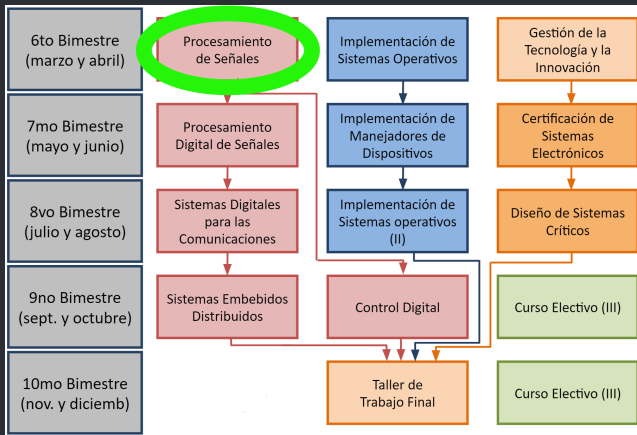 6to Bimestre
(marzo y abril)
Procesamiento
de Señales
Implementación de
Sistemas Operativos
Gestión de la
Tecnología y la
Innovación
7mo Bimestre
(mayo y junio)
Procesamiento
Digital de Señales
Implementación de
Manejadores de
Dispositivos
Certificación de
Sistemas
Electrónicos
8vo Bimestre
(julio y agosto)
Sistemas Digitales
para las
Comunicaciones
Implementación de
Sistemas operativos
(II)
Diseño de Sistemas
Críticos
9no Bimestre
(sept. y octubre)
Sistemas Embebidos
Distribuidos
Control Digital
Curso Electivo (III)
10mo Bimestre
(nov. y diciemb)
Taller de
Trabajo Final
Curso Electivo (III)